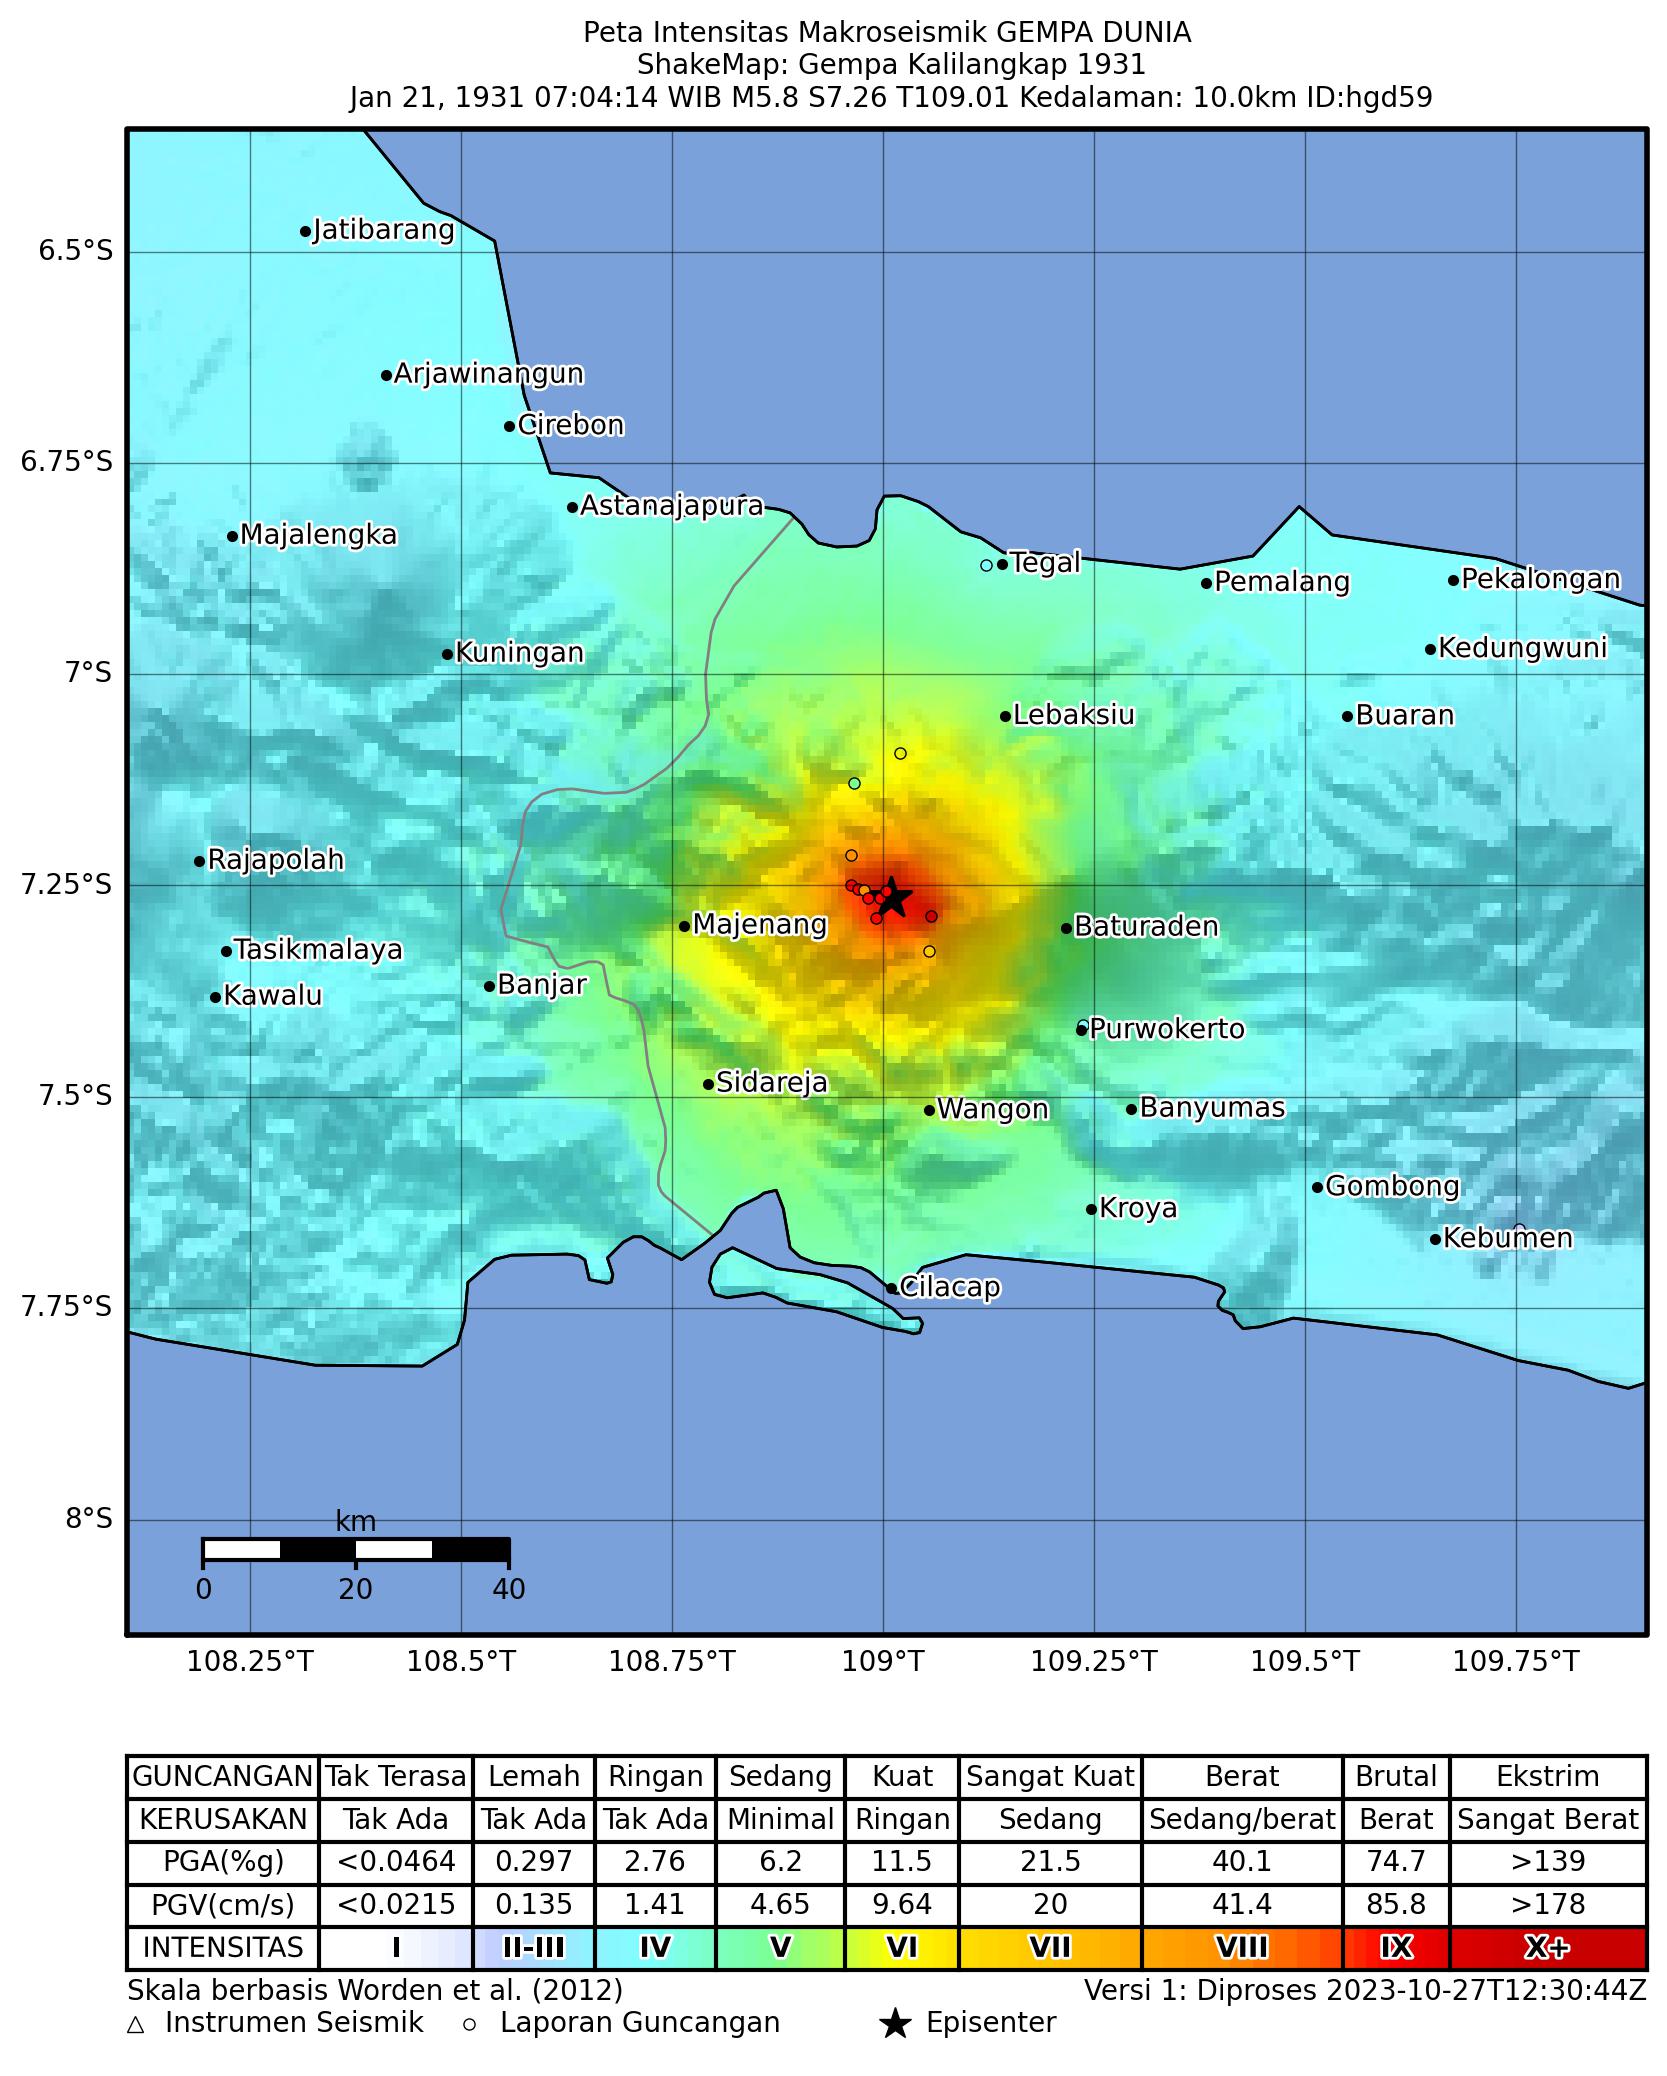 Peta Intensitas Makroseismik GEMPA DUNIA
ShakeMap: Gempa Kalilangkap 1931
Jan 21, 1931 07:04:14 WIB M5.8 S7.26 T109.01 Kedalaman: 10.0km ID:hgd59
Jatibarang
6.5°S
Arjawinangun
Cirebon
6.75°S
Astanajapura
Majalengka
Tegal
Pemalang
Pekalongan
Kuningan
Kedungwuni
7°S
Lebaksiu
Buaran
Rajapolah
7.25°S
Majenang
Baturaden
Tasikmalaya
Banjar
Kawalu
Purwokerto
Sidareja
7.5°S
Wangon
Banyumas
Gombong
Kroya
Kebumen
Cilacap
7.75°S
8°S
km
0 20 40
108.25°T 108.5°T 108.75°T 109°T 109.25°T 109.5°T 109.75°T
GUNCANGAN Tak Terasa Lemah Ringan Sedang Kuat Sangat Kuat Berat Brutal Ekstrim
KERUSAKAN Tak Ada Tak Ada Tak Ada Minimal Ringan Sedang Sedang/berat Berat Sangat Berat
PGA(%g) <0.0464 0.297 2.76 6.2 11.5 21.5 40.1 74.7 >139
PGV(cm/s) <0.0215 0.135 1.41 4.65 9.64 20 41.4 85.8 >178
INTENSITAS I II-III IV V VI VII VIII IX X+
Skala berbasis Worden et al. (2012) Versi 1: Diproses 2023-10-27T12:30:44Z
Instrumen Seismik Laporan Guncangan Episenter